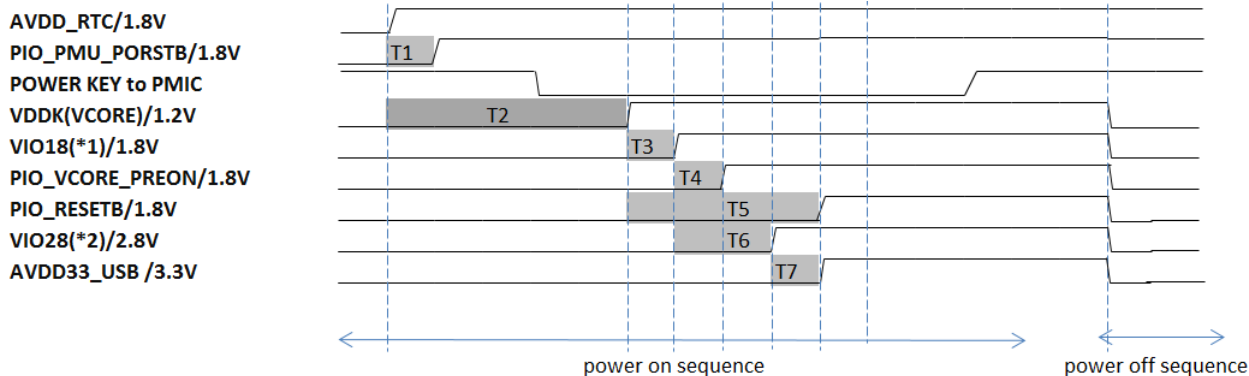 AVDD_RTC/1.8V
PIO_PMU_PORSTB/1.8V
T1
POWER KEY to PMIC
VDDK(VCORE)/1.2V
T2
VIO18(*1)/1.8V
T3
PIO_VCORE_PREON/1.8V
T4
PIO_RESETB/1.8V
T5
VIO28(*2)/2.8V
T6
AVDD33_USB /3.3V
T7
power on sequence
power off sequence